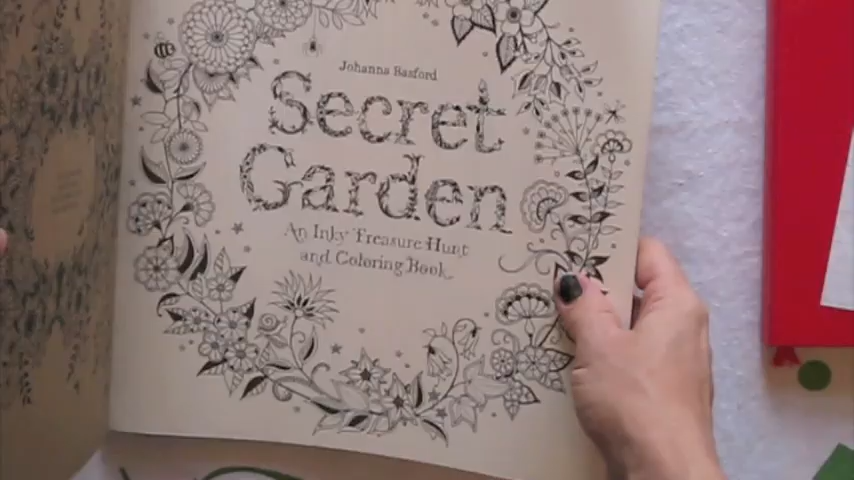 Johanna Basford
Secret
Garden
An Inky Treasure Hunt
and Coloring Book